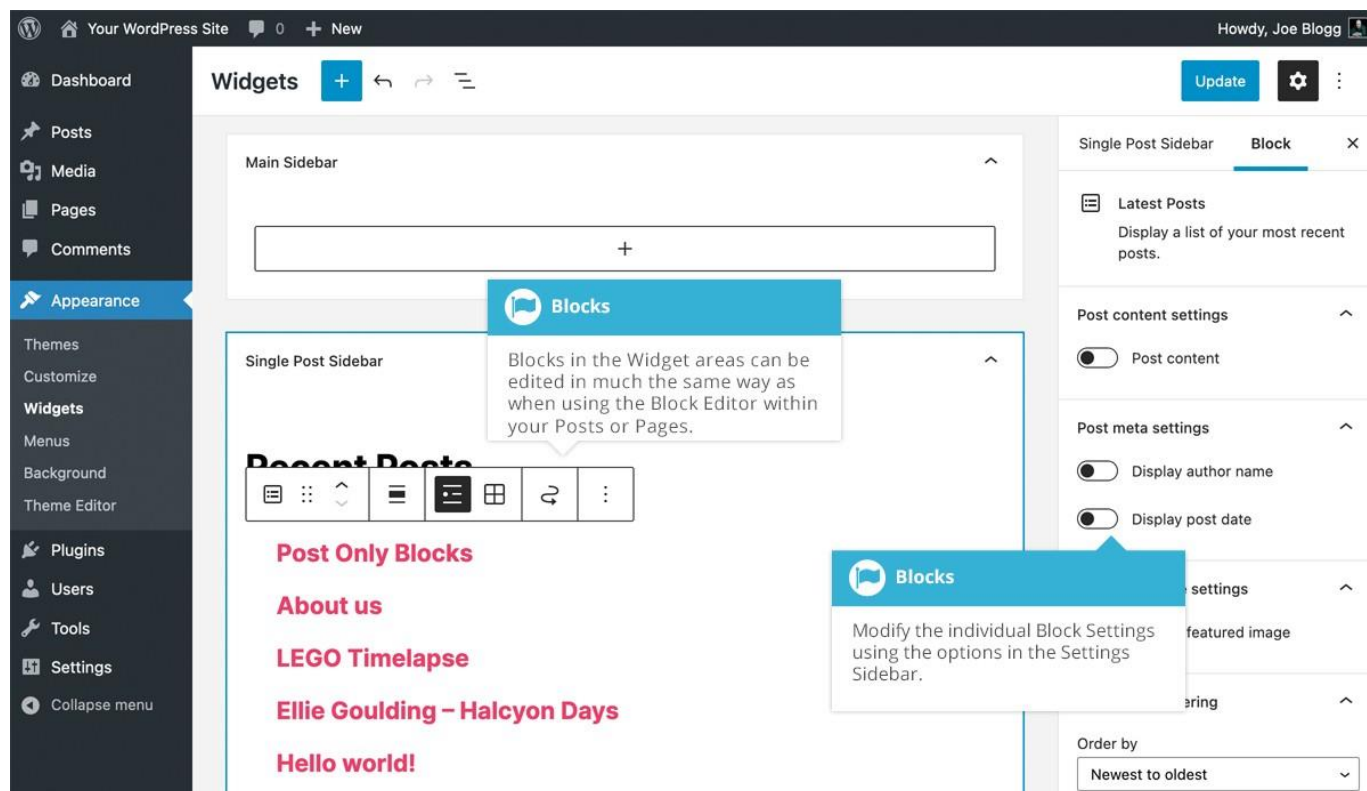 Your WordPress Site 0 + New
Howdy, Joe Blogg
Dashboard
Posts
Media
Pages
Comments
Appearance
Themes
Customize
Widgets
Menus
Background
Theme Editor
Plugins
Users
Tools
Settings
Collapse menu
Widgets
Update
Main Sidebar
Single Post Sidebar
Blocks
Blocks in the Widget areas can be
edited in much the same way as
when using the Block Editor within
your Posts or Pages.
Recent Posts
Post Only Blocks
About us
LEGO Timelapse
Ellie Goulding – Halcyon Days
Hello world!
Single Post Sidebar Block
Latest Posts
Display a list of your most recent
posts.
Post content settings
Post content
Post meta settings
Display author name
Display post date
settings
featured image
Order by
Newest to oldest
Blocks
Modify the individual Block Settings
using the options in the Settings
Sidebar.